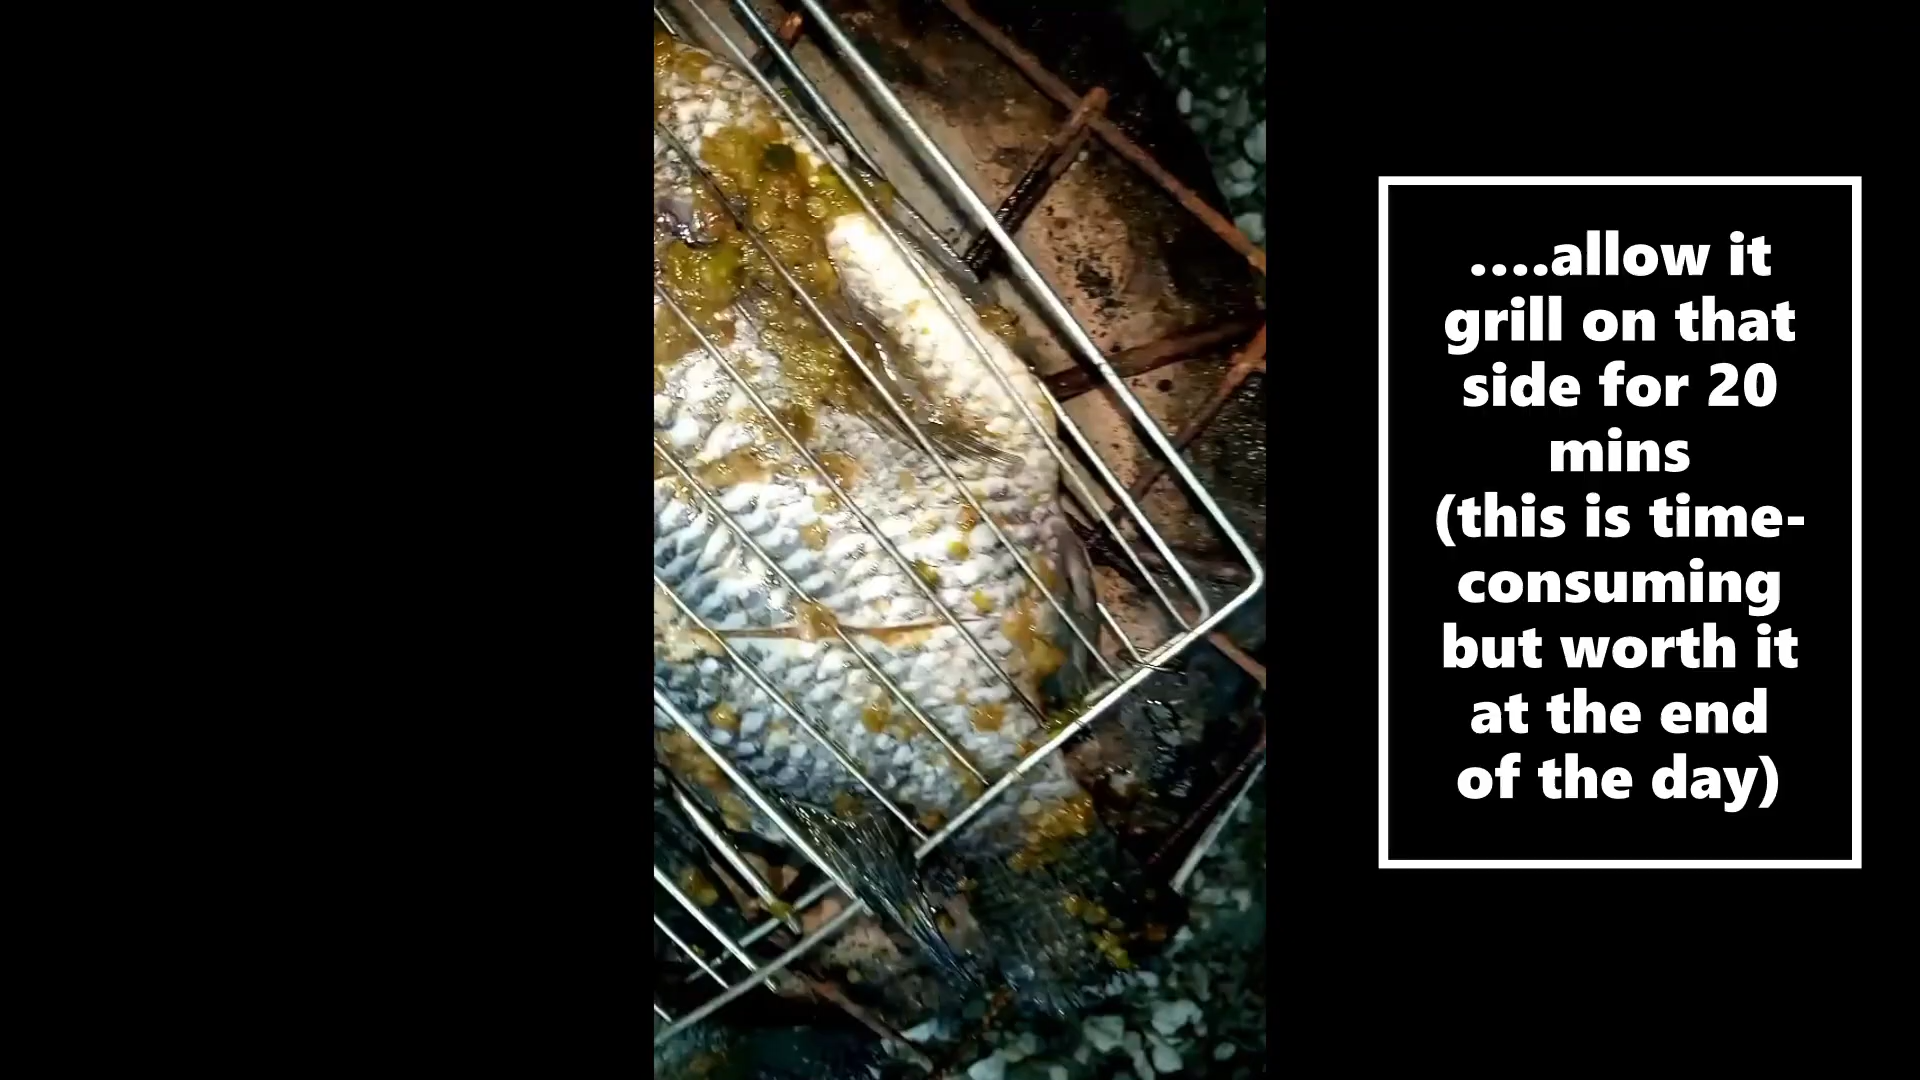 ....allow it
grill on that
side for 20
mins
(this is time-
consuming
but worth it
at the end
of the day)